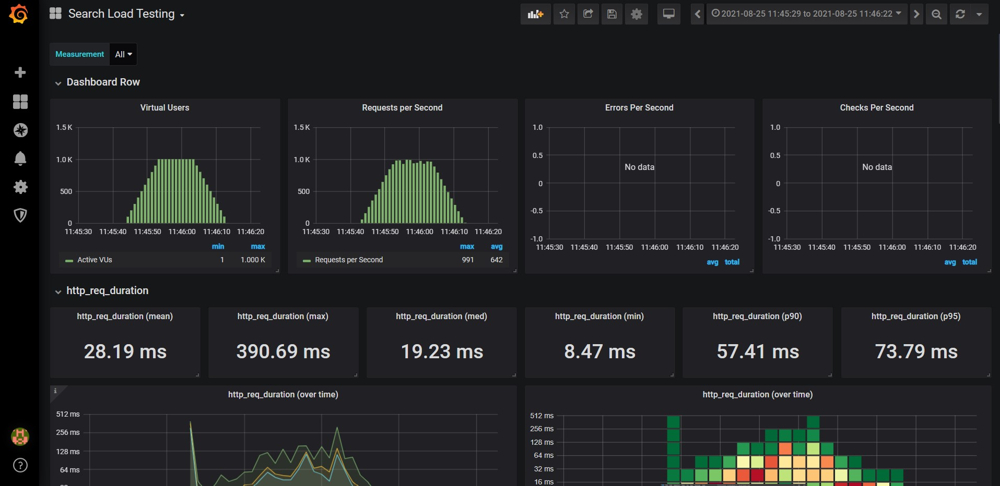 Search Load Testing
2021-08-25 11:45:29 to 2021-08-25 11:46:22
Measurement All
Dashboard Row
Virtual Users
1.5 K
1.0 K
500
0
11:45:30 11:45:40 11:45:50 11:46:00 11:46:10 11:46:20
min max
Active VUs 1 1.000 K
Requests per Second
1.5 K
1.0 K
500
0
11:45:30 11:45:40 11:45:50 11:46:00 11:46:10 11:46:20
max avg
Requests per Second 991 642
Errors Per Second
1.0
0.5
0
-0.5
-1.0
No data
11:45:30 11:45:40 11:45:50 11:46:00 11:46:10 11:46:20
avg total
Checks Per Second
1.0
0.5
0
-0.5
-1.0
No data
11:45:30 11:45:40 11:45:50 11:46:00 11:46:10 11:46:20
avg total
http_req_duration
http_req_duration (mean)
28.19 ms
http_req_duration (max)
390.69 ms
http_req_duration (med)
19.23 ms
http_req_duration (min)
8.47 ms
http_req_duration (p90)
57.41 ms
http_req_duration (p95)
73.79 ms
i
http_req_duration (over time)
512 ms
256 ms
128 ms
64 ms
http_req_duration (over time)
512 ms
256 ms
128 ms
64 ms
32 ms
16 ms
?